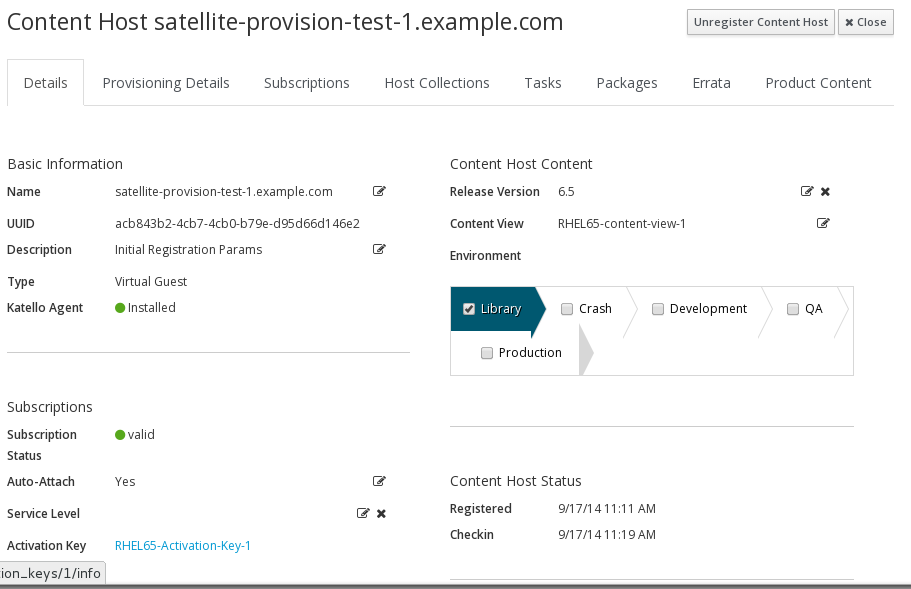 Content Host satellite-provision-test-1.example.com
Unregister Content Host
✖ Close
Details
Provisioning Details
Subscriptions
Host Collections
Tasks
Packages
Errata
Product Content
Basic Information
Name satellite-provision-test-1.example.com
UUID acb843b2-4cb7-4cb0-b79e-d95d66d146e2
Description Initial Registration Params
Type Virtual Guest
Katello Agent Installed
Subscriptions
Subscription Status valid
Auto-Attach Yes
Service Level
Activation Key RHEL65-Activation-Key-1
Content Host Content
Release Version 6.5
Content View RHEL65-content-view-1
Environment
Library
Crash
Development
QA
Production
Content Host Status
Registered 9/17/14 11:11 AM
Checkin 9/17/14 11:19 AM
ion_keys/1/info